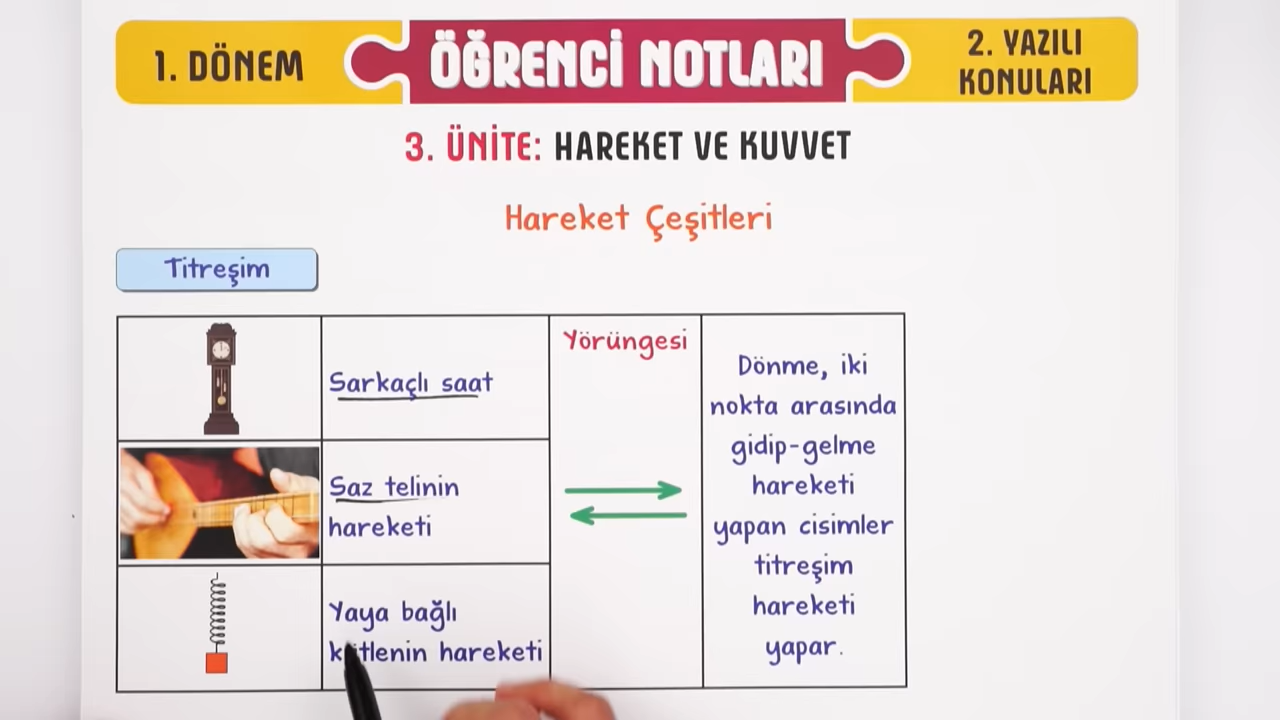 1. DÖNEM
ÖĞRENCİ NOTLARI
2. YAZILI
KONULARI
3. ÜNİTE: HAREKET VE KUVVET
Hareket Çeşitleri
Titreşim
Sarkaçlı saat
Saz telinin
hareketi
Yaya bağlı
kütlenin hareketi
Yörüngesi
Dönme, iki
nokta arasında
gidip-gelme
hareketi
yapan cisimler
titreşim
hareketi
yapar.